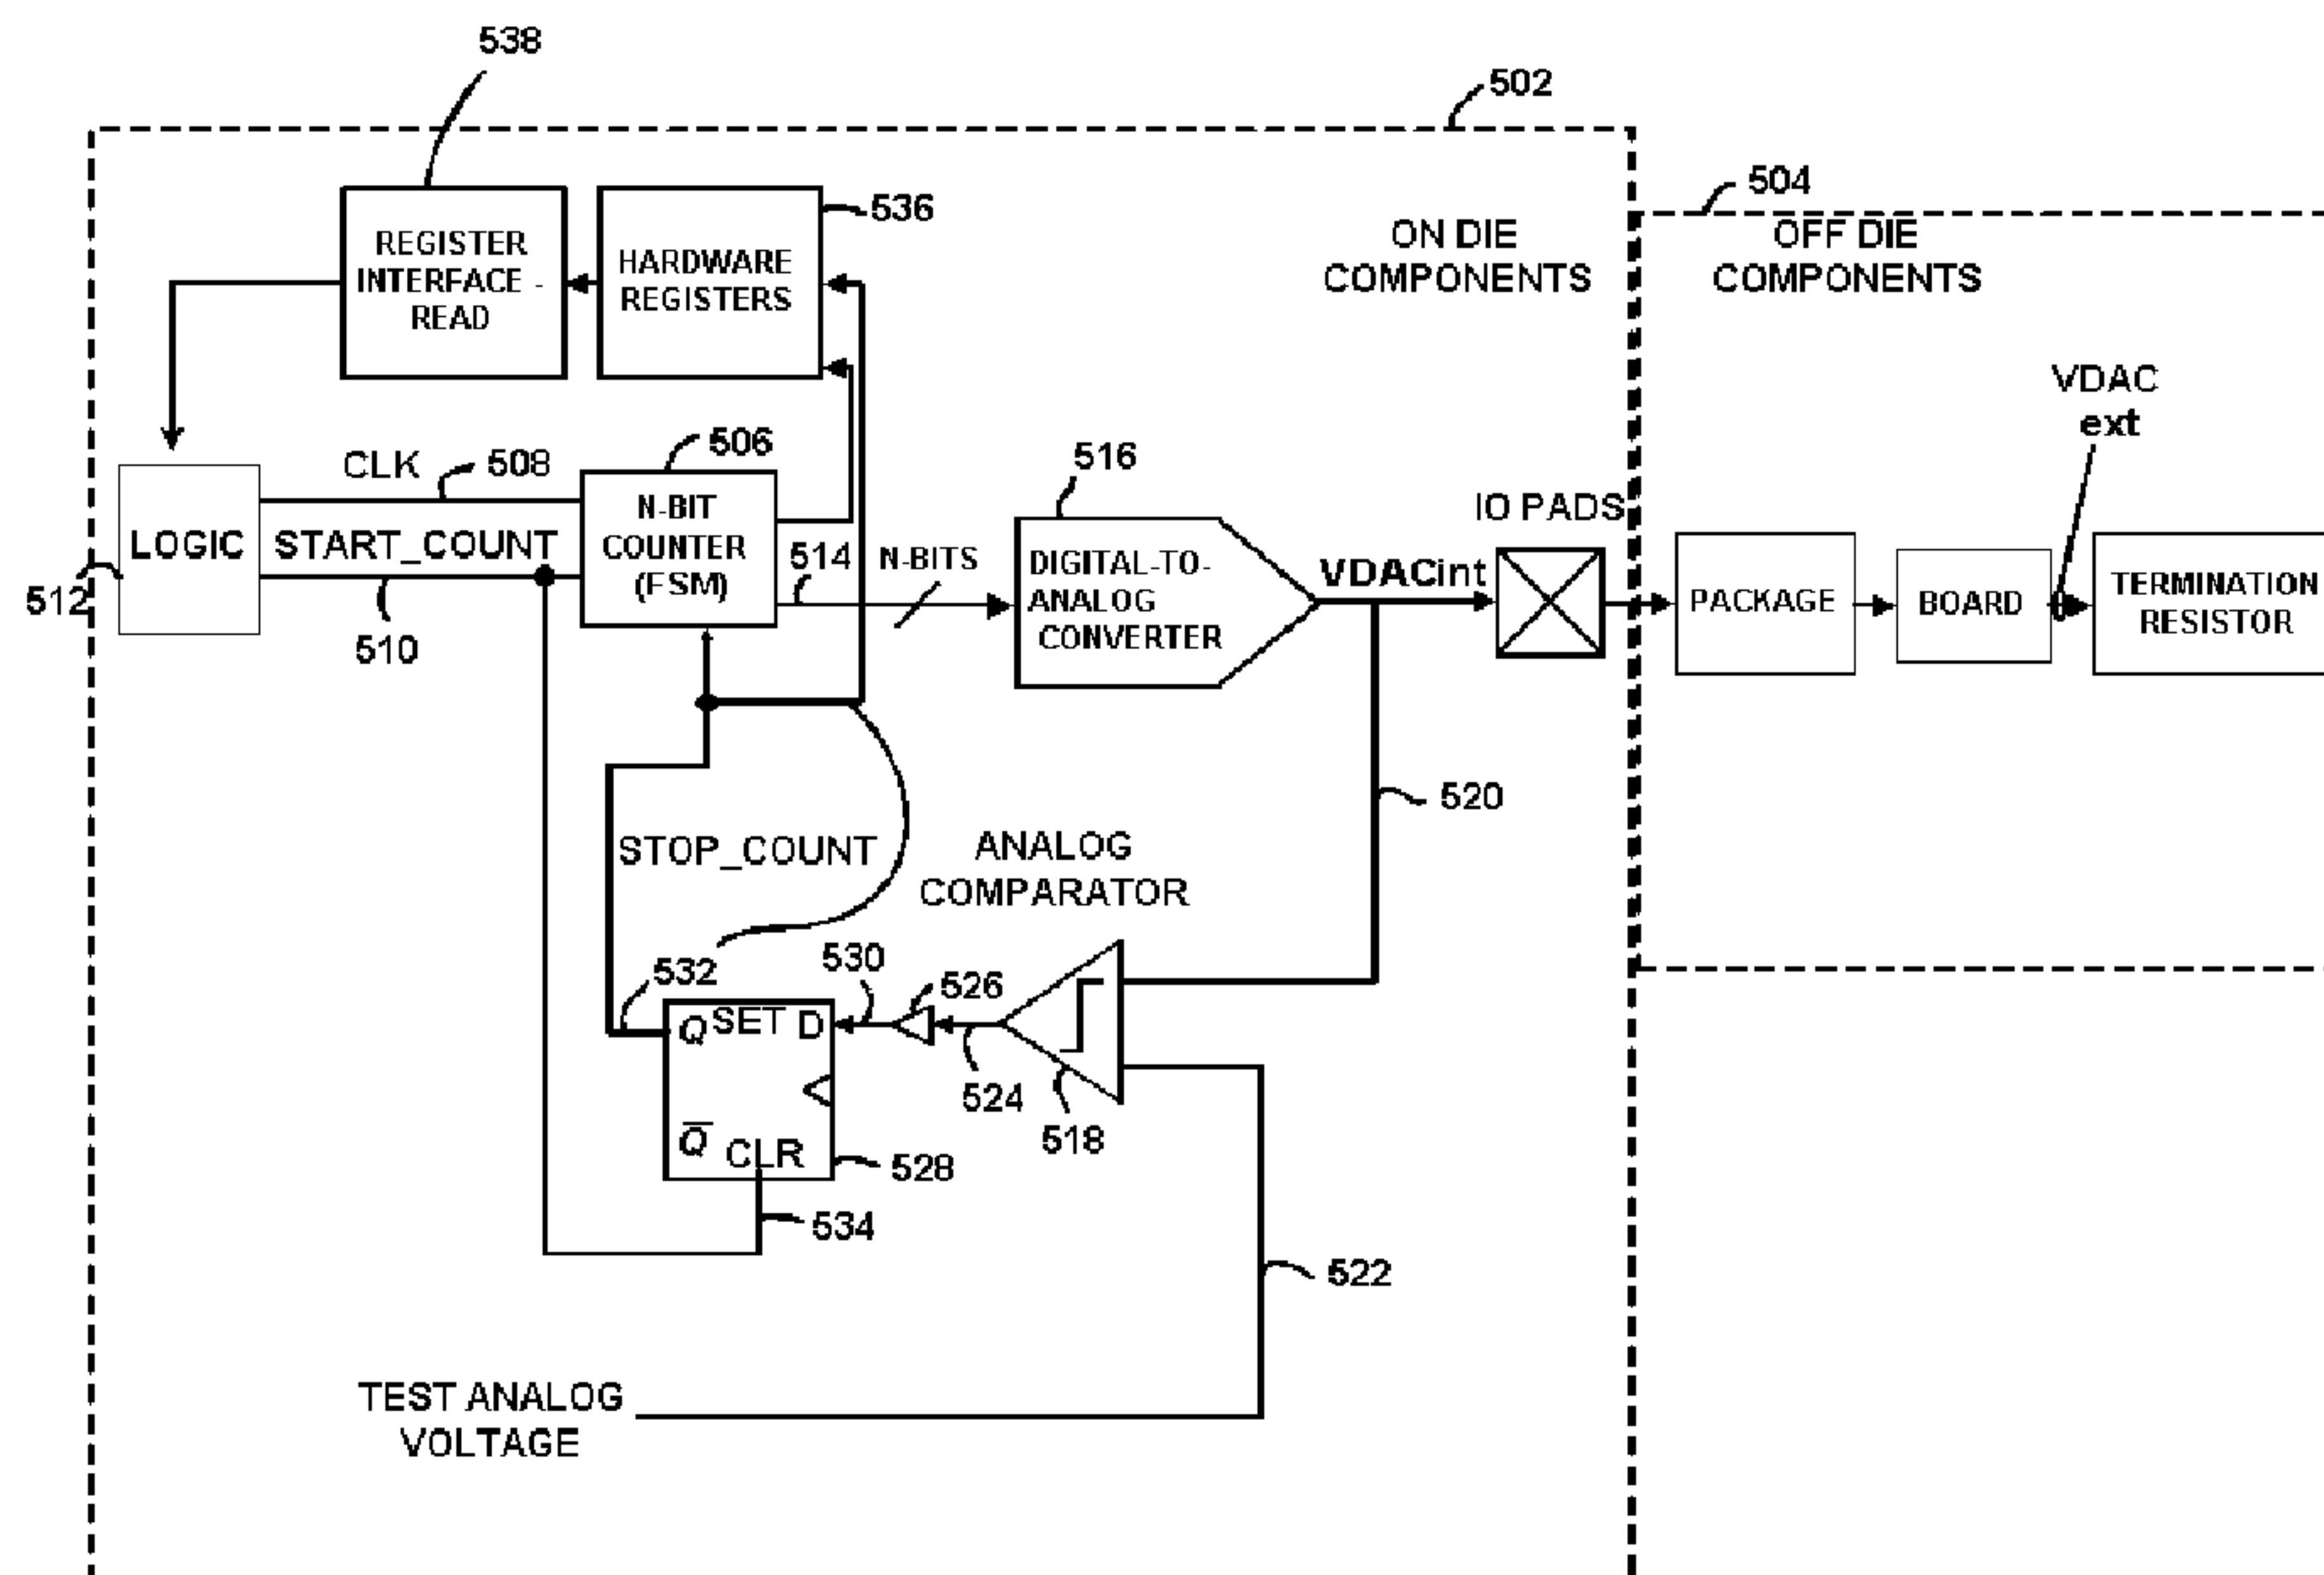 538
502
504
536
REGISTER
INTERFACE -
READ
HARDWARE
REGISTERS
ON DIE
COMPONENTS
OFF DIE
COMPONENTS
VDAC
ext
CLK
508
506
516
IO PADS
LOGIC
START_COUNT
N-BIT
COUNTER
(FSM)
514
N-BITS
DIGITAL-TO-
ANALOG
CONVERTER
VDACint
PACKAGE
BOARD
TERMINATION
RESISTOR
512
510
520
STOP_COUNT
ANALOG
COMPARATOR
532
530
526
Q SET D
524
518
Q CLR
528
534
522
TEST ANALOG
VOLTAGE